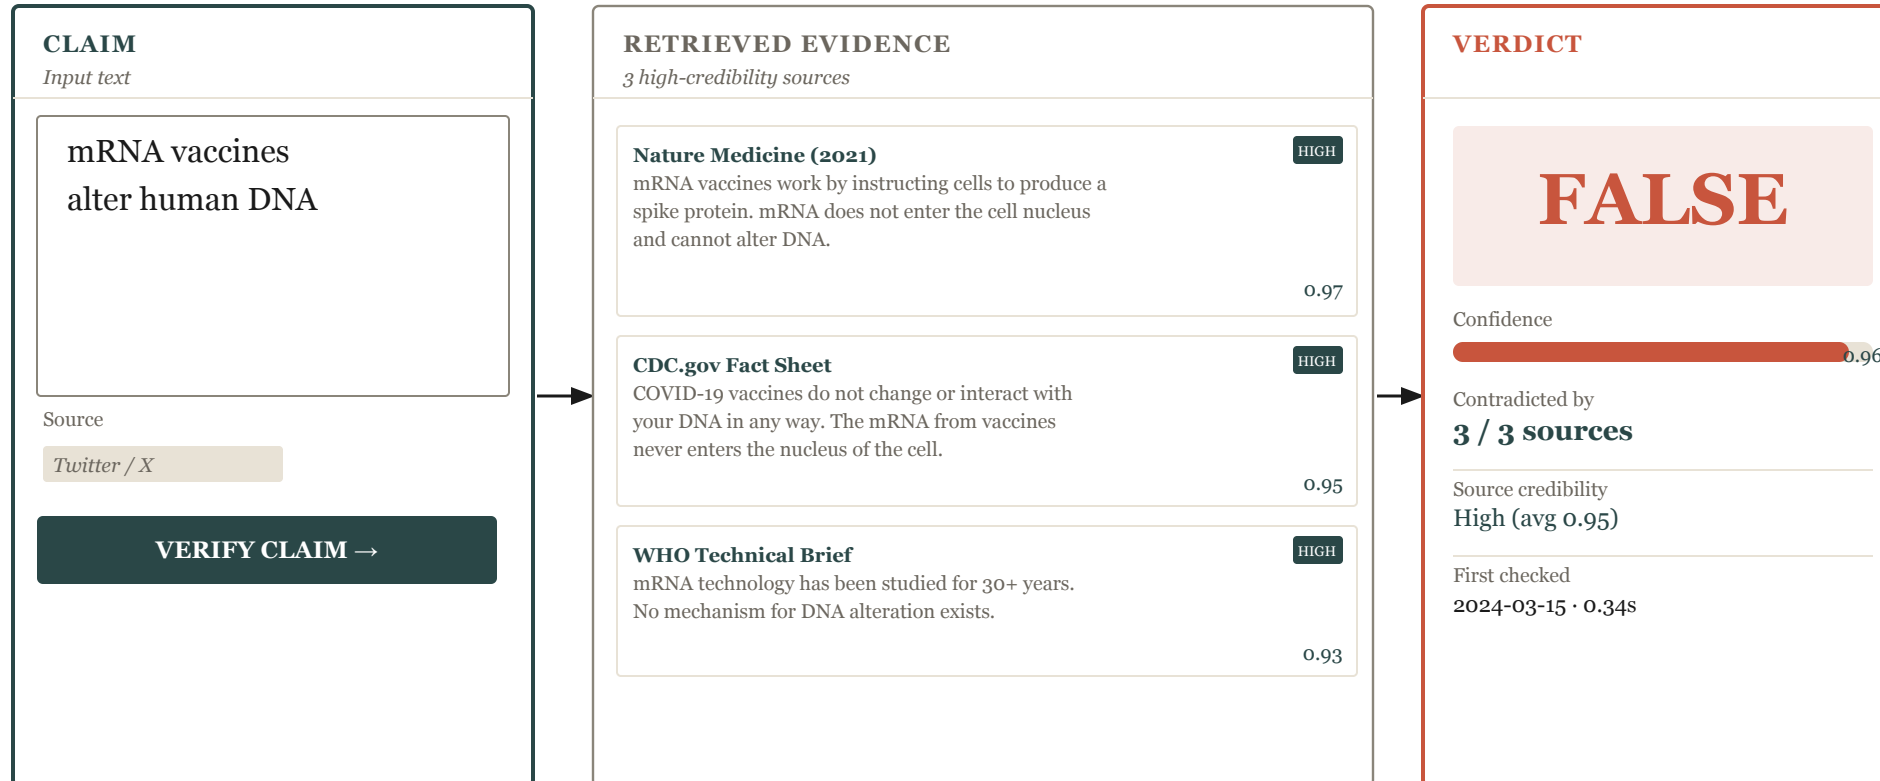 CLAIM
Input text
mRNA vaccines
alter human DNA
Source
Twitter / X
VERIFY CLAIM →
RETRIEVED EVIDENCE
3 high-credibility sources
Nature Medicine (2021)
HIGH
mRNA vaccines work by instructing cells to produce a
spike protein. mRNA does not enter the cell nucleus
and cannot alter DNA.
0.97
CDC.gov Fact Sheet
HIGH
COVID-19 vaccines do not change or interact with
your DNA in any way. The mRNA from vaccines
never enters the nucleus of the cell.
0.95
WHO Technical Brief
HIGH
mRNA technology has been studied for 30+ years.
No mechanism for DNA alteration exists.
0.93
VERDICT
FALSE
Confidence
0.96
Contradicted by
3 / 3 sources
Source credibility
High (avg 0.95)
First checked
2024-03-15 · 0.34s